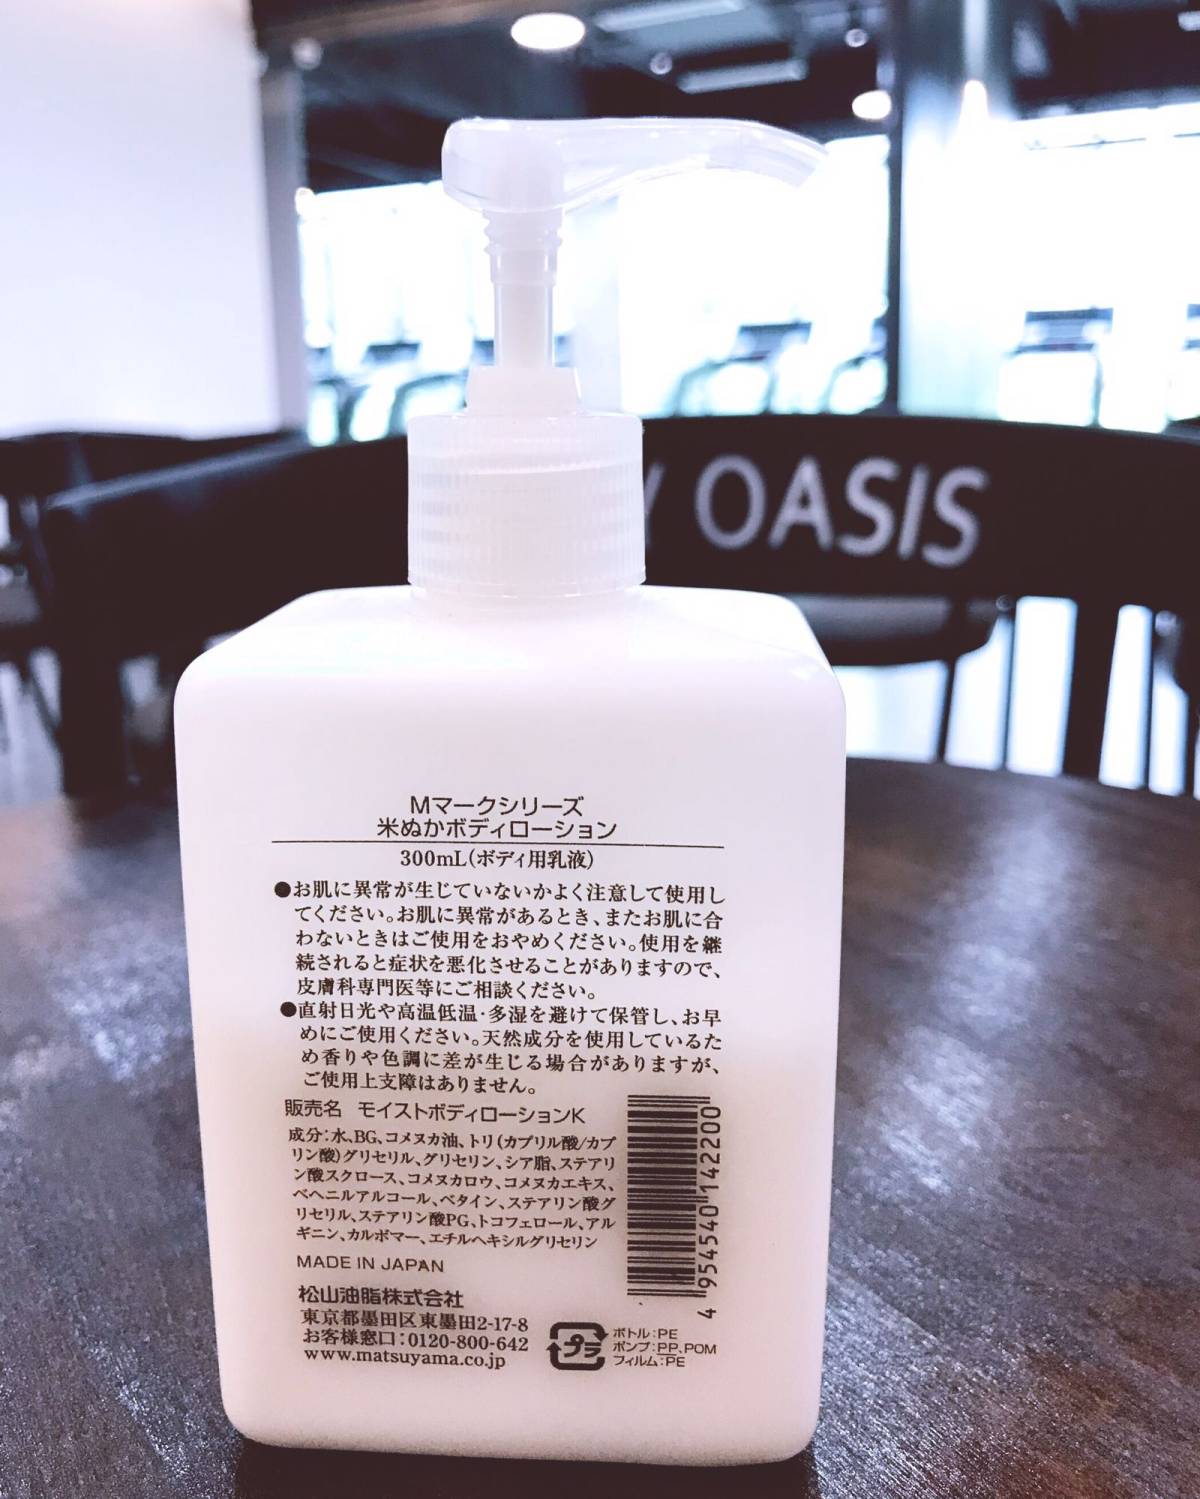 OASIS
Mマークシリーズ
米ぬかボディローション
300mL(ボディ用乳液)
●お肌に異常が生じていないかよく注意して使用し
てください。お肌に異常があるとき、またお肌に合
わないときはご使用をおやめください。使用を継
続されると症状を悪化させることがありますので、
皮膚科専門医等にご相談ください。
●直射日光や高温低温・多湿を避けて保管し、お早
めにご使用ください。天然成分を使用しているた
め香りや色調に差が生じる場合がありますが、
ご使用上支障はありません。
販売名 モイストボディローションK
成分:水、BG、コメヌカ油、トリ(カプリル酸/カプ
リン酸)グリセリル、グリセリン、シア脂、ステアリ
ン酸スクロース、コメヌカロウ、コメヌカエキス、
ベヘニルアルコール、ベタイン、ステアリン酸グ
リセリル、ステアリン酸PG、トコフェロール、アル
ギニン、カルボマー、エチルヘキシルグリセリン
MADE IN JAPAN
松山油脂株式会社
東京都墨田区東墨田2-17-8
お客様窓口:0120-800-642
www.matsuyama.co.jp
4 954540 142200
プラ
ボトル:PE
ポンプ:PP、POM
フィルム:PE